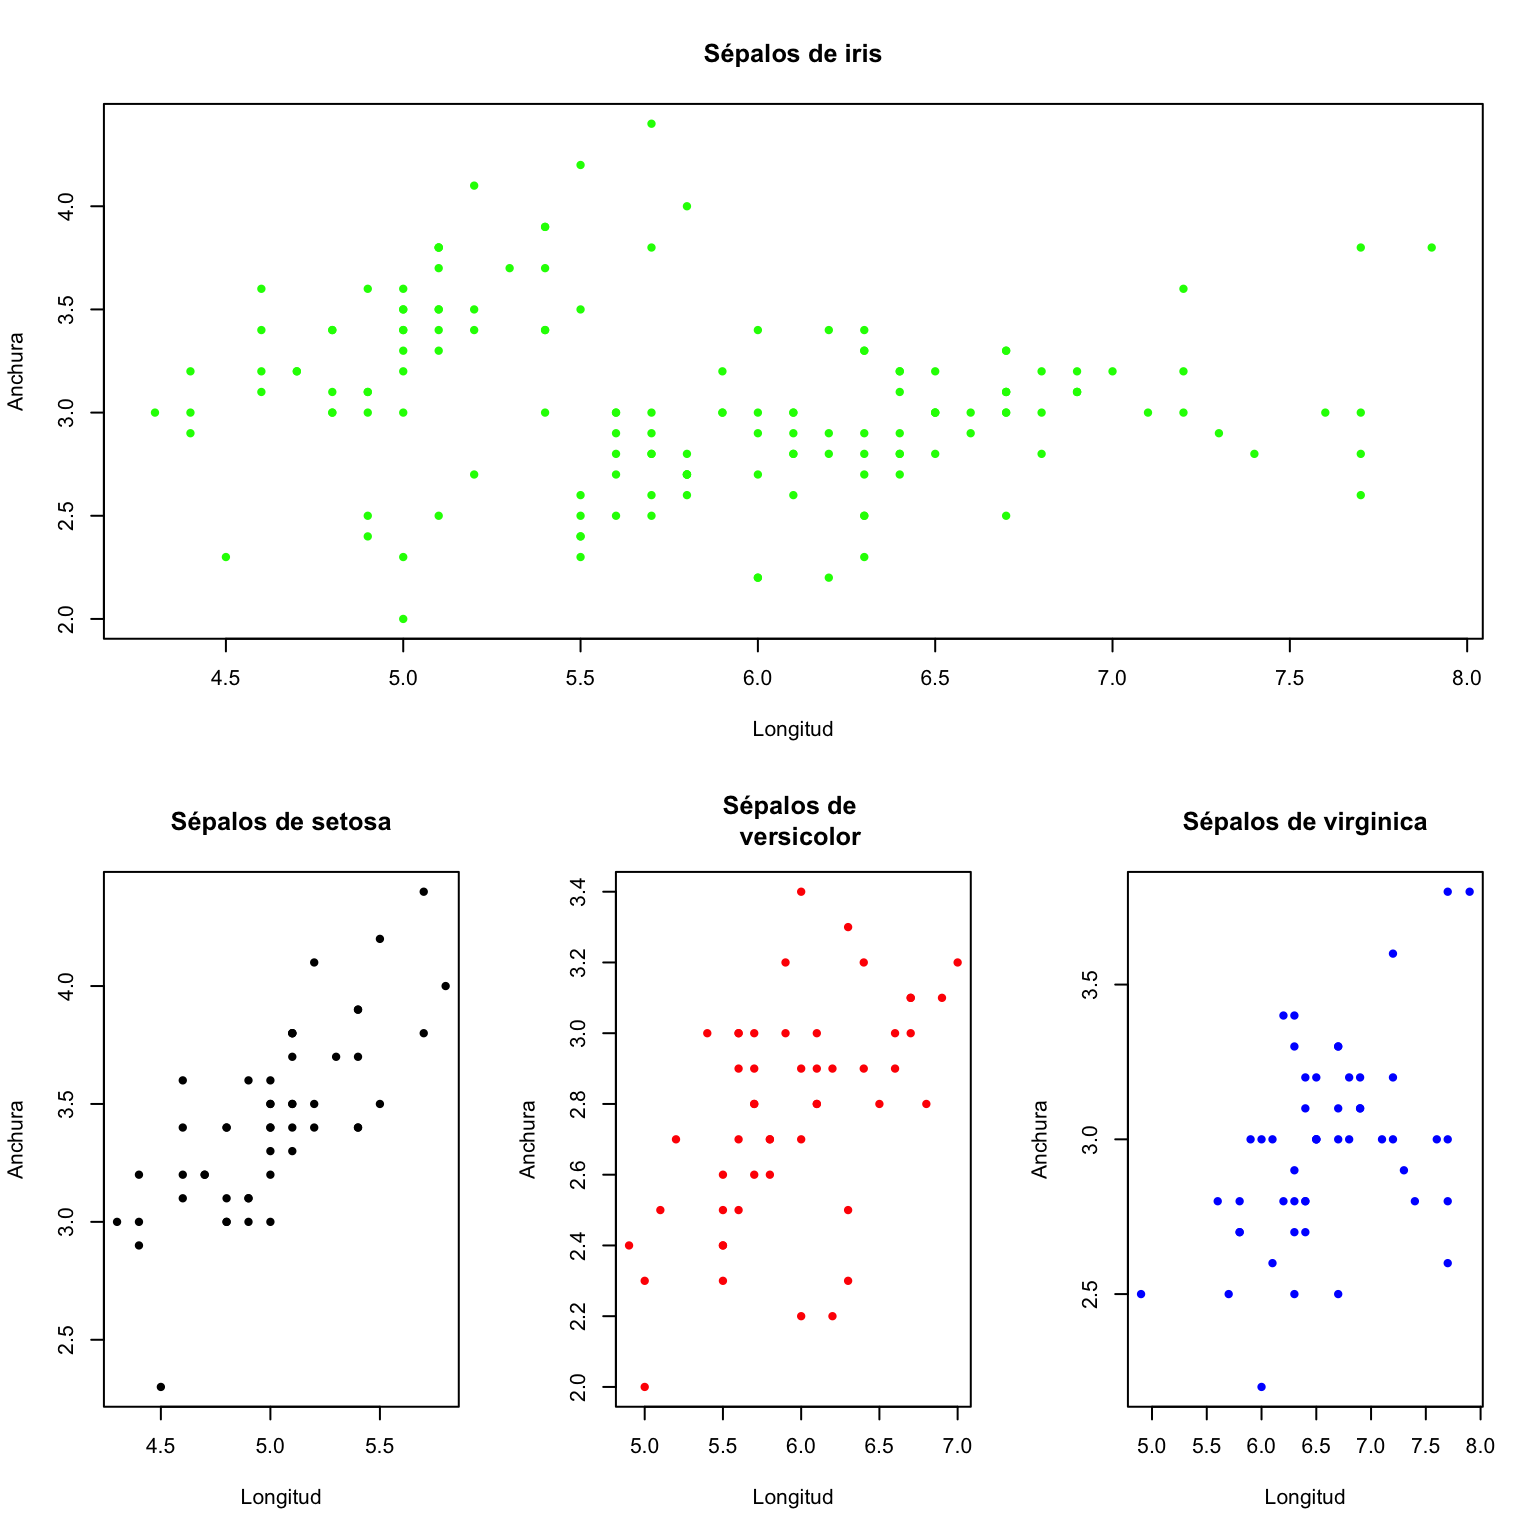 Sépalos de iris
Anchura
4.0
3.5
3.0
2.5
2.0
4.5 5.0 5.5 6.0 6.5 7.0 7.5 8.0
Longitud
Sépalos de setosa
Anchura
4.0
3.5
3.0
2.5
4.5 5.0 5.5
Longitud
Sépalos de
versicolor
Anchura
3.4
3.2
3.0
2.8
2.6
2.4
2.2
2.0
5.0 5.5 6.0 6.5 7.0
Longitud
Sépalos de virginica
Anchura
3.5
3.0
2.5
5.0 5.5 6.0 6.5 7.0 7.5 8.0
Longitud